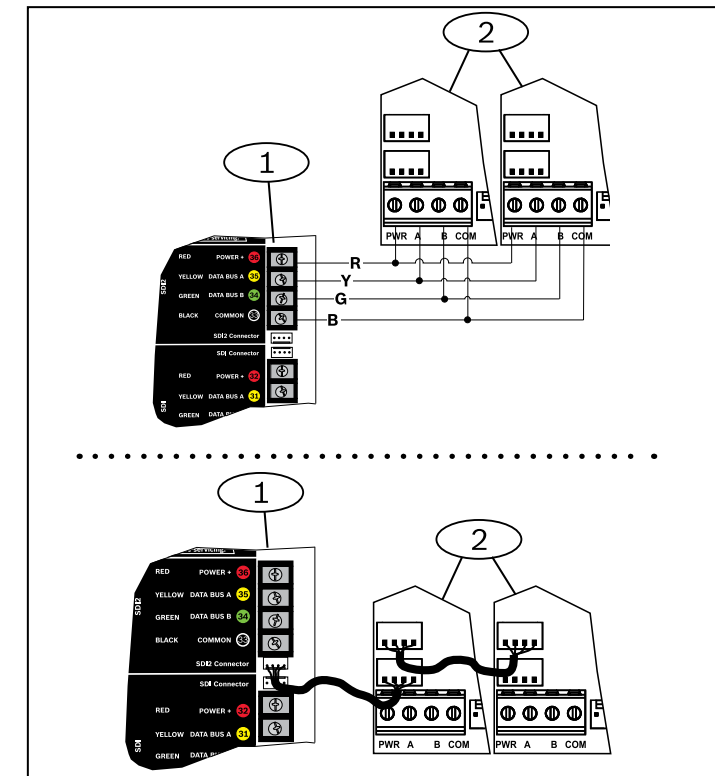 2
1
PWR A B COM PWR A B COM
servicing.
SDI2
RED POWER + 36
YELLOW DATA BUS A 35
GREEN DATA BUS B 34
BLACK COMMON 33
SDI2 Connector
R
Y
G
B
SDI Connector
SDI
RED POWER + 32
YELLOW DATA BUS A 31
GREEN DATA
1
2
servicing.
SDI2
RED POWER + 36
YELLOW DATA BUS A 35
GREEN DATA BUS B 34
BLACK COMMON 33
SDI2 Connector
SDI Connector
SDI
RED POWER + 32
YELLOW DATA BUS A 31
GREEN DATA
PWR A B COM PWR A B COM